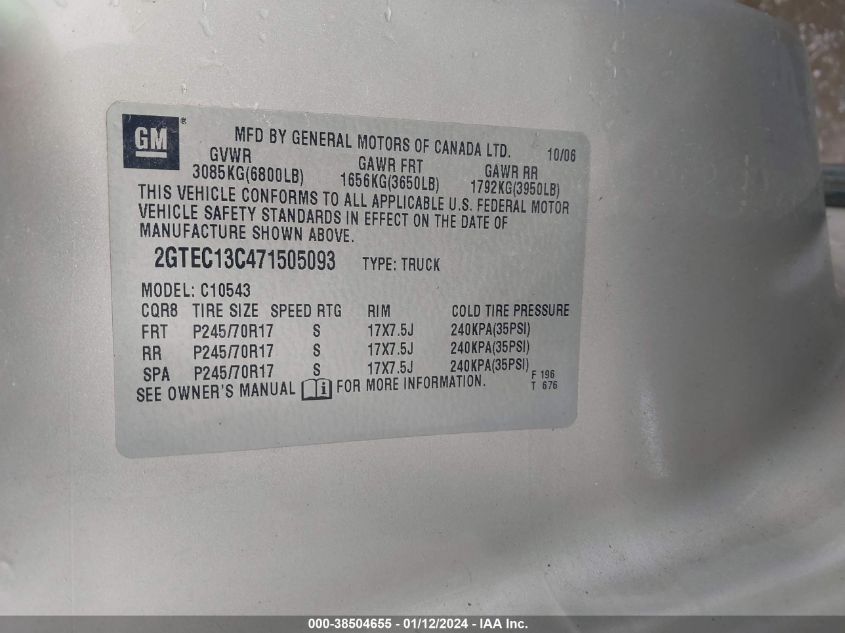 GM ®
MFD BY GENERAL MOTORS OF CANADA LTD. 10/06
GVWR GAWR FRT GAWR RR
3085KG(6800LB) 1656KG(3650LB) 1792KG(3950LB)
THIS VEHICLE CONFORMS TO ALL APPLICABLE U.S. FEDERAL MOTOR
VEHICLE SAFETY STANDARDS IN EFFECT ON THE DATE OF
MANUFACTURE SHOWN ABOVE.
2GTEC13C471505093 TYPE: TRUCK
MODEL: C10543
CQR8 TIRE SIZE SPEED RTG RIM COLD TIRE PRESSURE
FRT P245/70R17 S 17X7.5J 240KPA(35PSI)
RR P245/70R17 S 17X7.5J 240KPA(35PSI)
SPA P245/70R17 S 17X7.5J 240KPA(35PSI)
SEE OWNER'S MANUAL i FOR MORE INFORMATION.
F 196
T 676
000-38504655 - 01/12/2024 - IAA Inc.